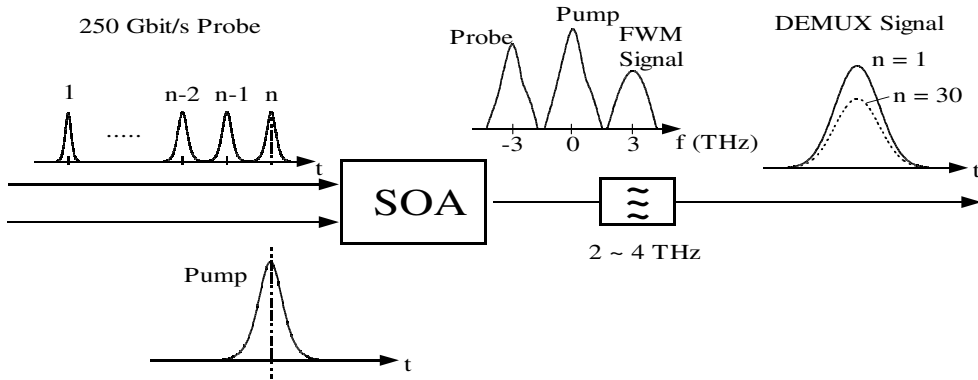 250 Gbit/s Probe
1
.....
n-2
n-1
n
t
Probe
Pump
FWM
Signal
-3
0
3
f (THz)
DEMUX Signal
n = 1
n = 30
t
SOA
2 ~ 4 THz
Pump
t